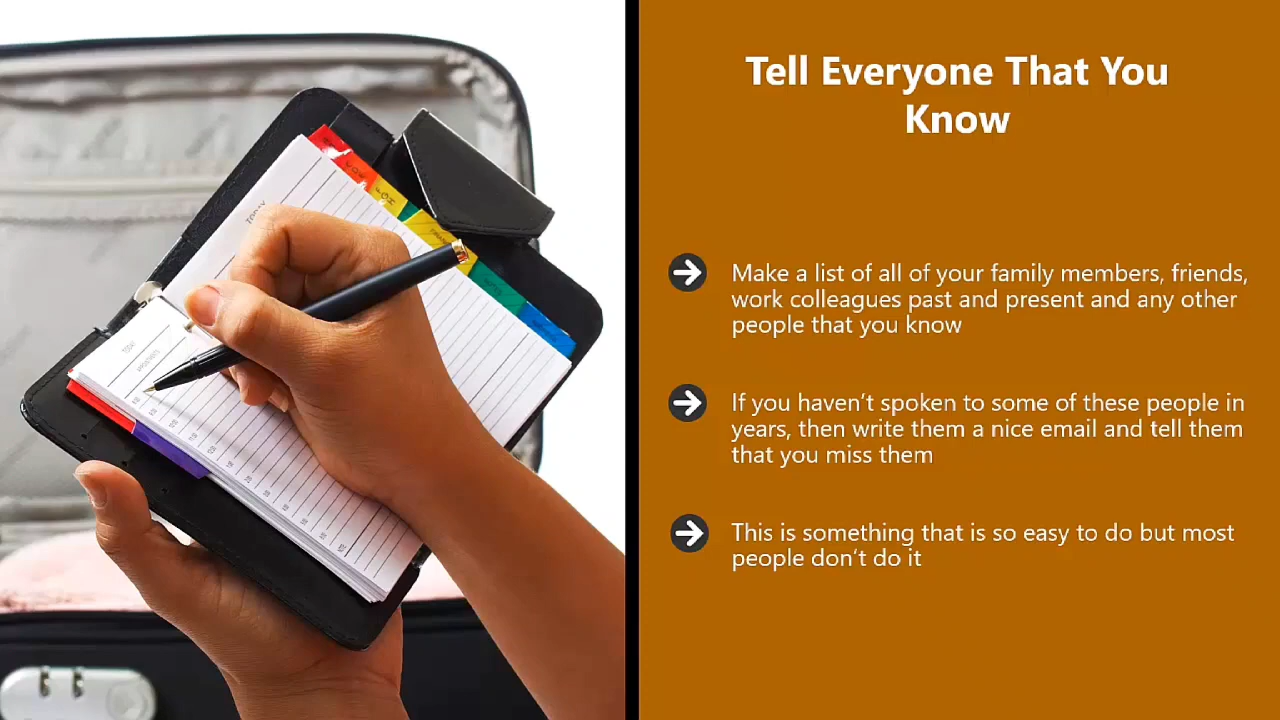 Tell Everyone That You
Know
Make a list of all of your family members, friends,
work colleagues past and present and any other
people that you know
If you haven’t spoken to some of these people in
years, then write them a nice email and tell them
that you miss them
This is something that is so easy to do but most
people don’t do it
TODAY
TODAY
APPOINTMENTS